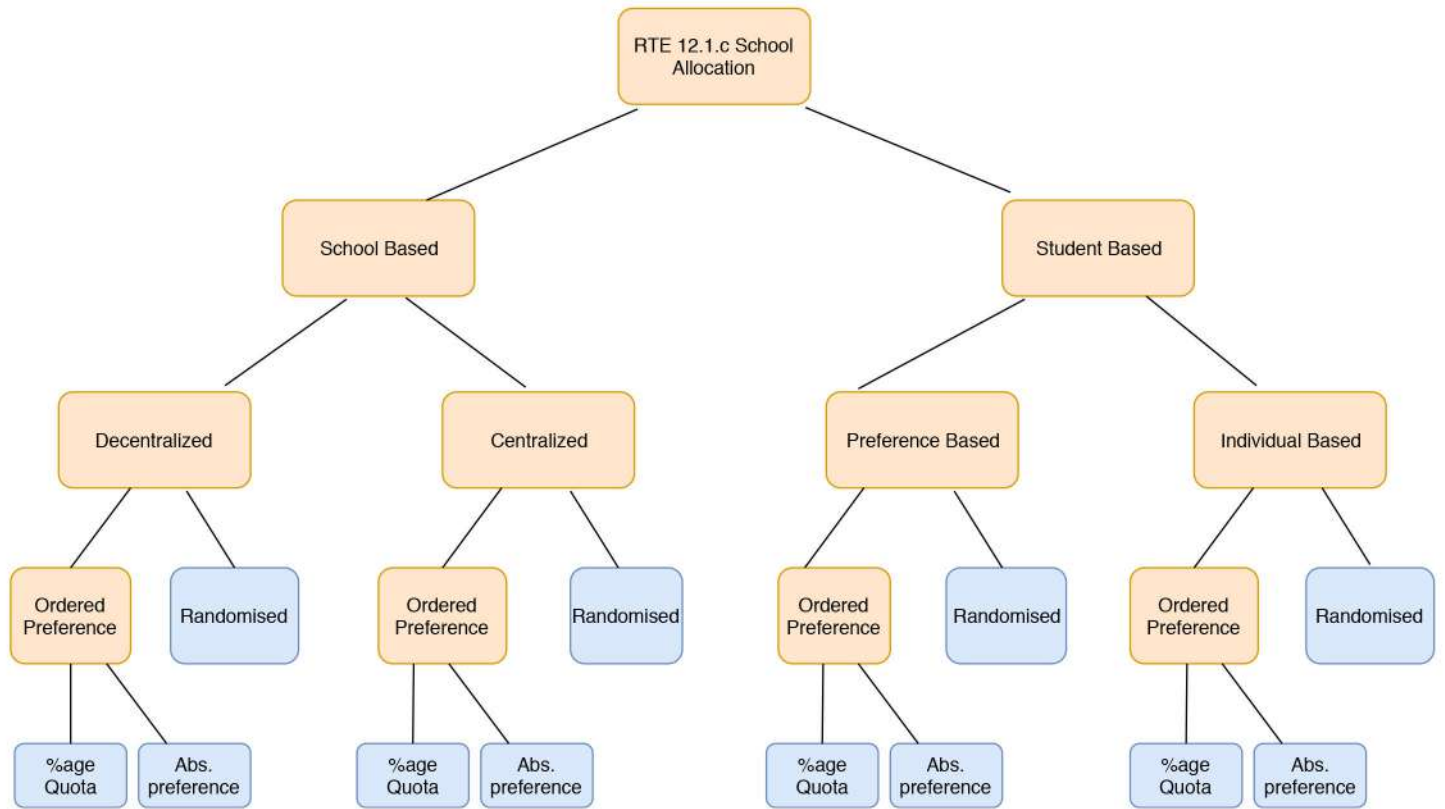 RTE 12.1.c School
Allocation
School Based
Student Based
Decentralized
Centralized
Preference Based
Individual Based
Ordered
Preference
Randomised
Ordered
Preference
Randomised
Ordered
Preference
Randomised
Ordered
Preference
Randomised
%age
Quota
Abs.
preference
%age
Quota
Abs.
preference
%age
Quota
Abs.
preference
%age
Quota
Abs.
preference